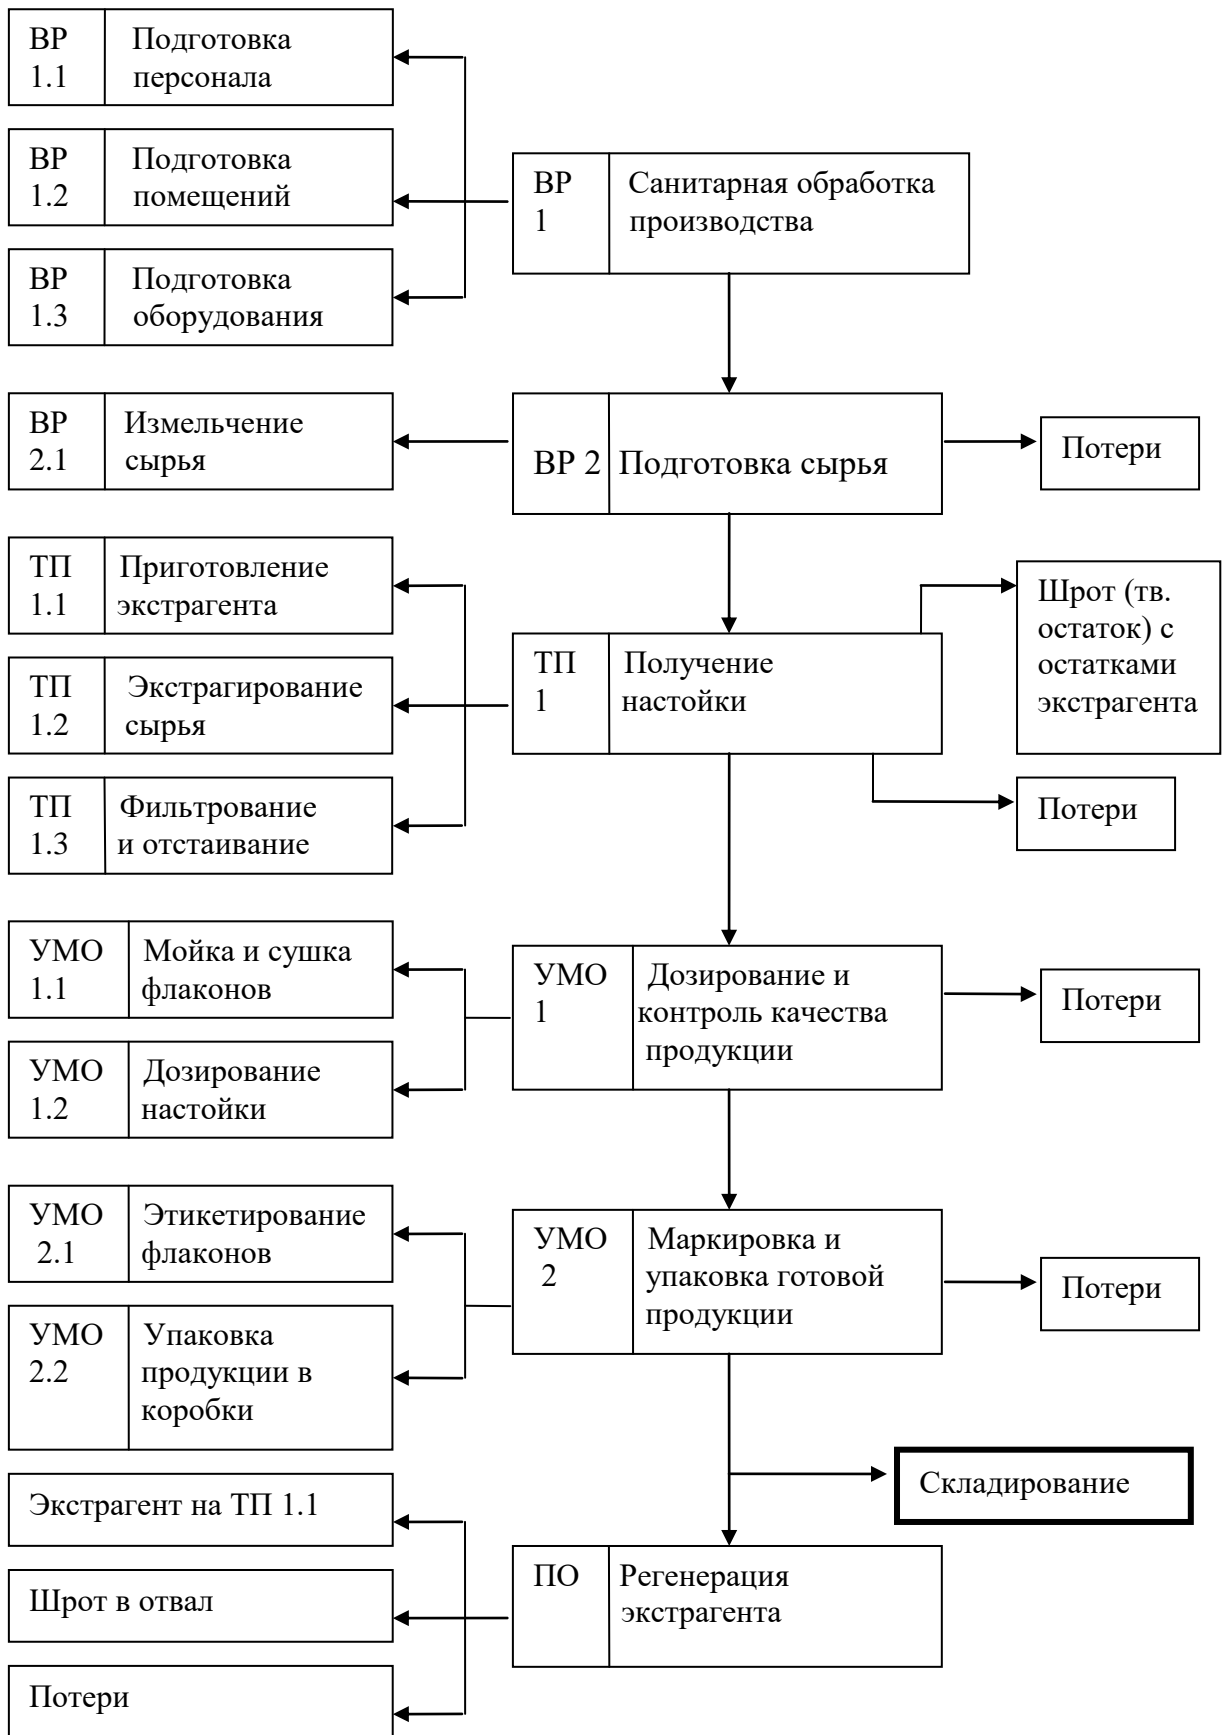 ВР
1.1
Подготовка
персонала
ВР
1.2
Подготовка
помещений
ВР
1
Санитарная обработка
производства
ВР
1.3
Подготовка
оборудования
ВР
2.1
Измельчение
сырья
ВР 2
Подготовка сырья
Потери
ТП
1.1
Приготовление
экстрагента
Шрот (тв.
остаток) с
остатками
экстрагента
ТП
1.2
Экстрагирование
сырья
ТП
1
Получение
настойки
ТП
1.3
Фильтрование
и отстаивание
Потери
УМО
1.1
Мойка и сушка
флаконов
УМО
1
Дозирование и
контроль качества
продукции
Потери
УМО
1.2
Дозирование
настойки
УМО
2.1
Этикетирование
флаконов
УМО
2
Маркировка и
упаковка готовой
продукции
Потери
УМО
2.2
Упаковка
продукции в
коробки
Складирование
Экстрагент на ТП 1.1
ПО
Регенерация
экстрагента
Шрот в отвал
Потери